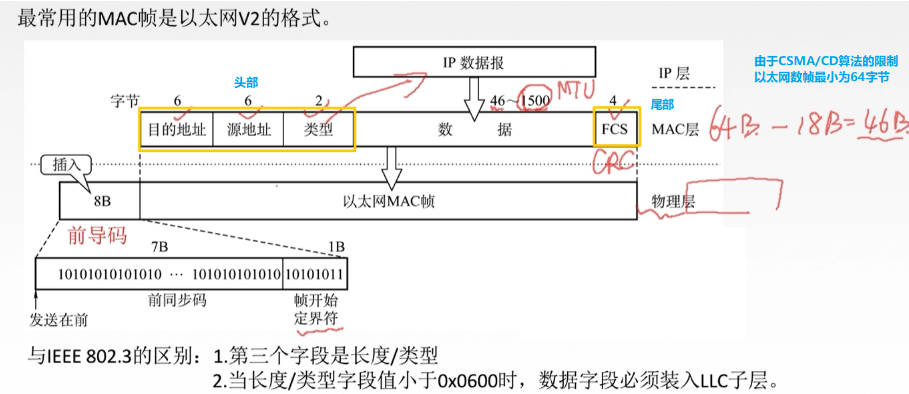 最常用的MAC帧是以太网V2的格式。
IP 数据报
IP 层
由于CSMA/CD算法的限制
以太网数帧最小为64字节
头部
字节 6 6 2 46~1500 MTU 4 尾部
目的地址 源地址 类型 数 据 FCS MAC层 64B-18B=46B
CRC
插入
8B 以太网MAC帧 物理层
前导码
7B 1B
10101010101010 … 101010101010 10101011
前同步码 帧开始
定界符
发送在前
与IEEE 802.3的区别：1.第三个字段是长度/类型
2.当长度/类型字段值小于0x0600时，数据字段必须装入LLC子层。